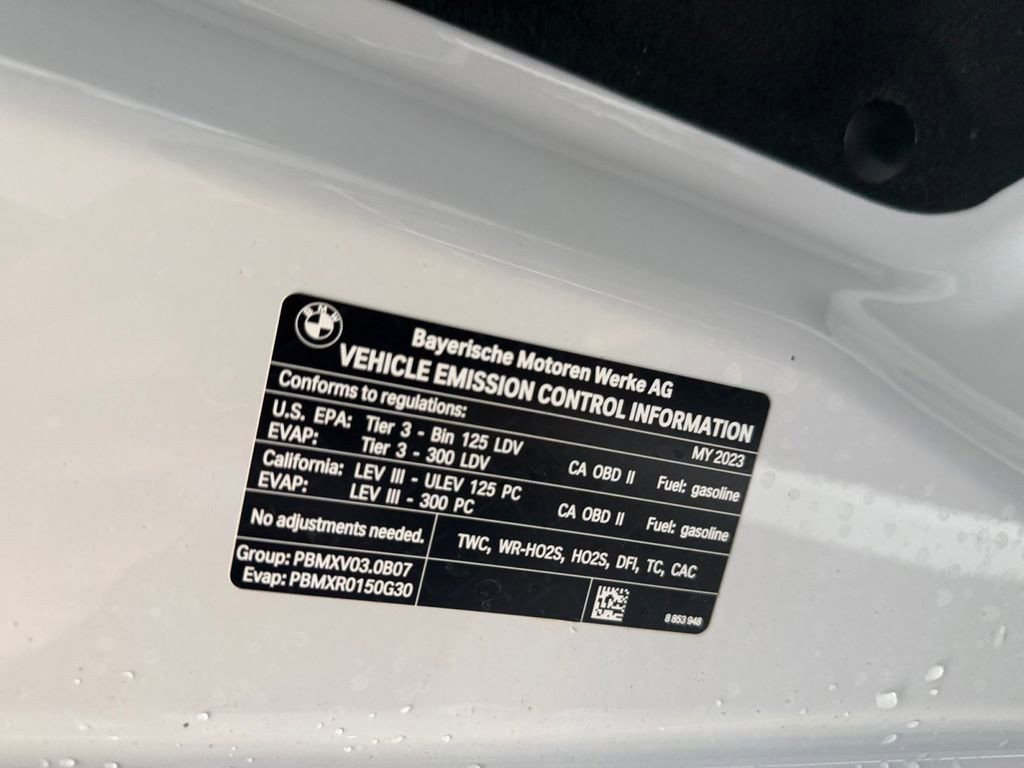 BMW
Bayerische Motoren Werke AG
VEHICLE EMISSION CONTROL INFORMATION
Conforms to regulations: MY 2023
U.S. EPA: Tier 3 - Bin 125 LDV CA OBD II Fuel: gasoline
EVAP: Tier 3 - 300 LDV
California: LEV III - ULEV 125 PC CA OBD II Fuel: gasoline
EVAP: LEV III - 300 PC
No adjustments needed. TWC, WR-HO2S, HO2S, DFI, TC, CAC
Group: PBMXV03.0B07
Evap: PBMXR0150G30
8 853 948